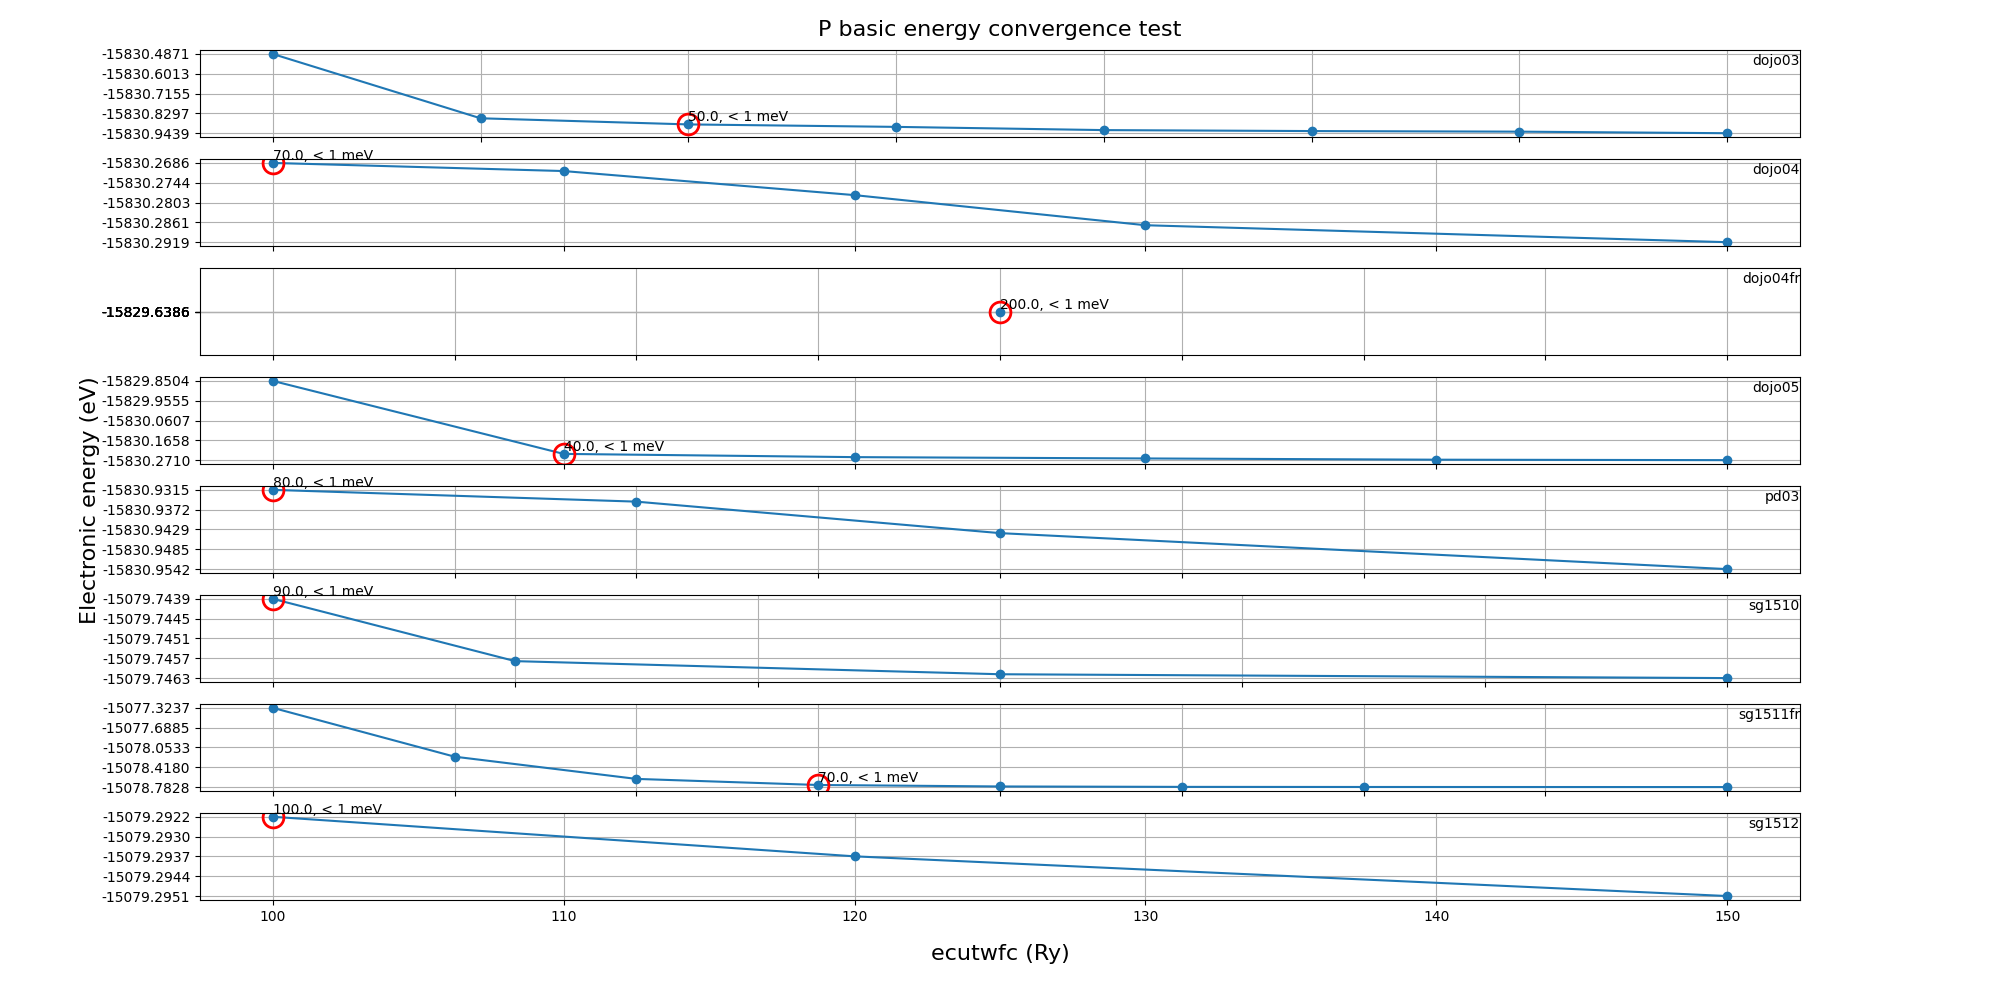 P basic energy convergence test
-15830.4871
-15830.6013
-15830.7155
-15830.8297
-15830.9439
50.0, < 1 meV
dojo03
-15830.2686
-15830.2744
-15830.2803
-15830.2861
-15830.2919
70.0, < 1 meV
dojo04
200.0, < 1 meV
dojo04fr
-15829.8504
-15829.9555
-15830.0607
-15830.1658
-15830.2710
40.0, < 1 meV
dojo05
-15830.9315
-15830.9372
-15830.9429
-15830.9485
-15830.9542
80.0, < 1 meV
pd03
-15079.7439
-15079.7445
-15079.7451
-15079.7457
-15079.7463
90.0, < 1 meV
sg1510
-15077.3237
-15077.6885
-15078.0533
-15078.4180
-15078.7828
70.0, < 1 meV
sg1511fr
-15079.2922
-15079.2930
-15079.2937
-15079.2944
-15079.2951
100.0, < 1 meV
sg1512
100 110 120 130 140 150
ecutwfc (Ry)
Electronic energy (eV)